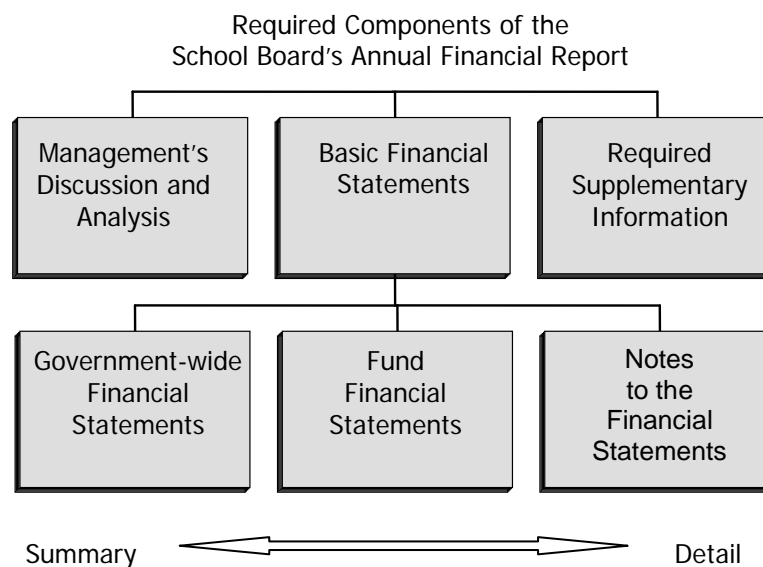 Required Components of the
School Board's Annual Financial Report
Management's
Discussion and
Analysis
Basic Financial
Statements
Required
Supplementary
Information
Government-wide
Financial
Statements
Fund
Financial
Statements
Notes
to the
Financial
Statements
Summary
Detail